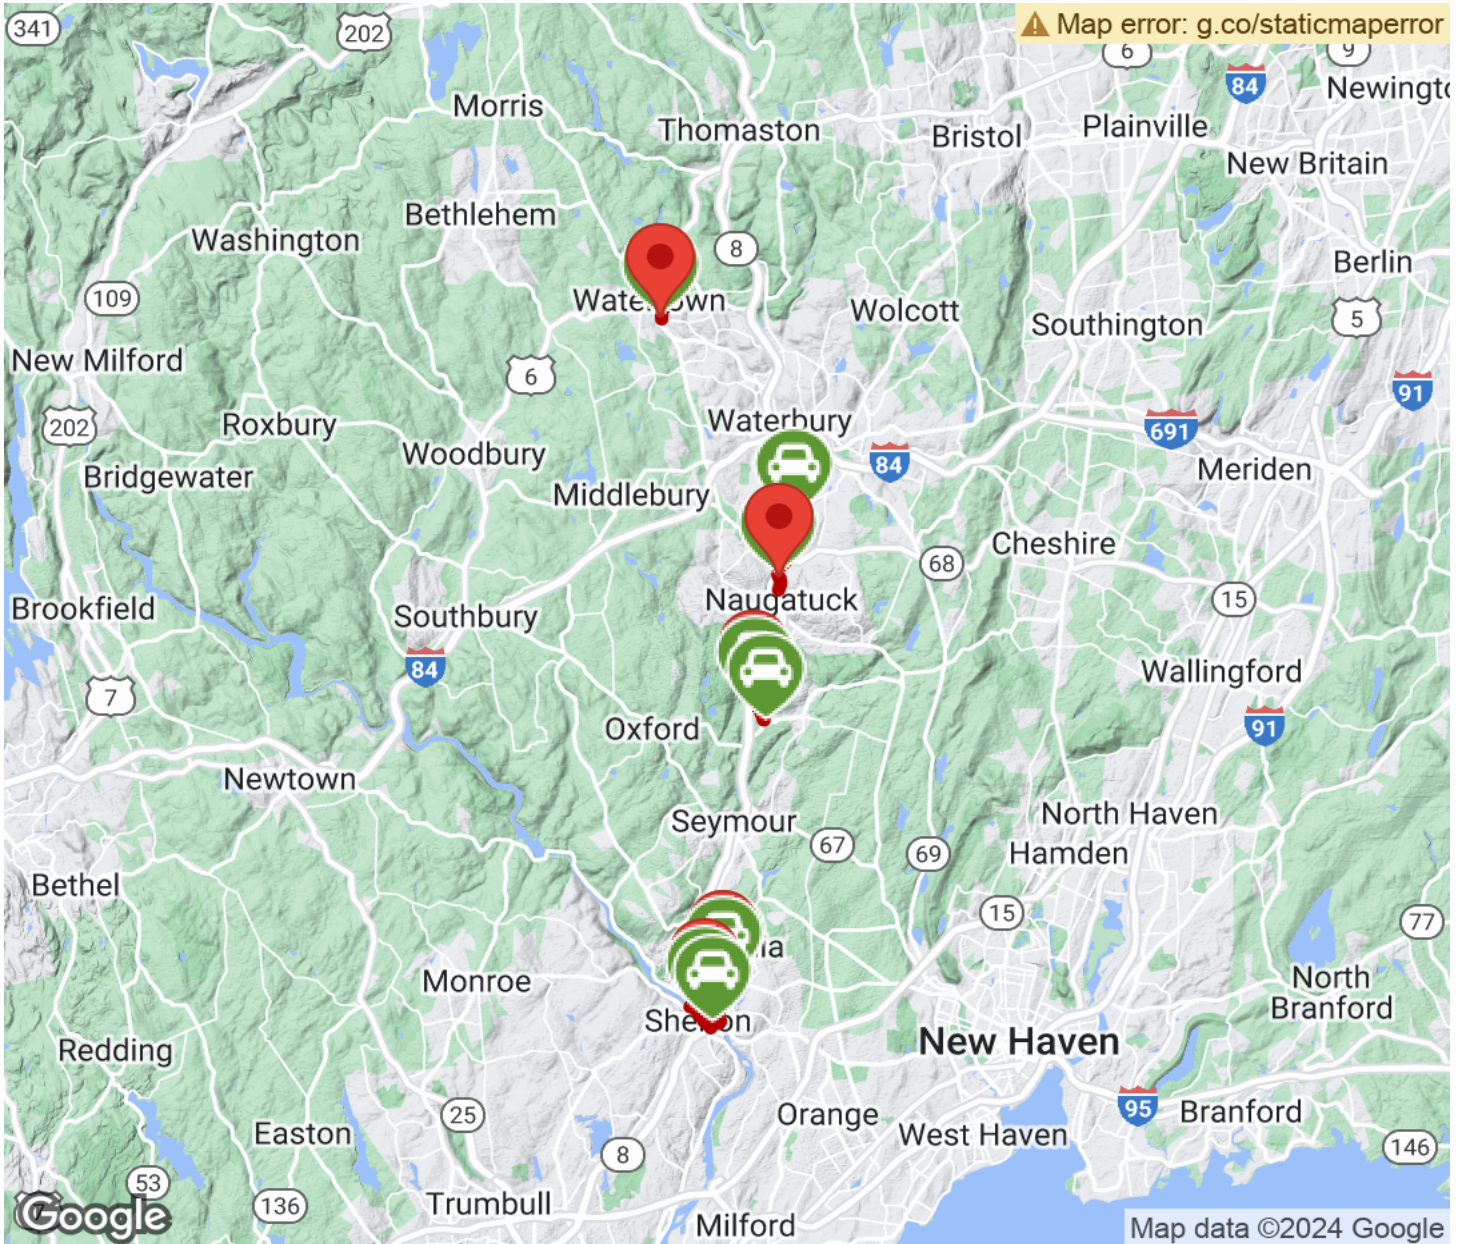 341
202
Map error: g.co/staticmaperror
6
9
84
Newingto
Morris
Thomaston
Bristol
Plainville
New Britain
Bethlehem
Washington
8
Berlin
109
Watertown
Wolcott
Southington
5
New Milford
6
91
202
Roxbury
Waterbury
691
Woodbury
84
Meriden
Bridgewater
Middlebury
Cheshire
68
Brookfield
Southbury
Naugatuck
15
84
Wallingford
7
Oxford
91
Newtown
Seymour
North Haven
67
69
Hamden
Bethel
15
77
ia
Monroe
North
Branford
Shelton
New Haven
Redding
95
Branford
25
Orange
Easton
West Haven
8
146
53
136
Trumbull
Google
Milford
Map data ©2024 Google